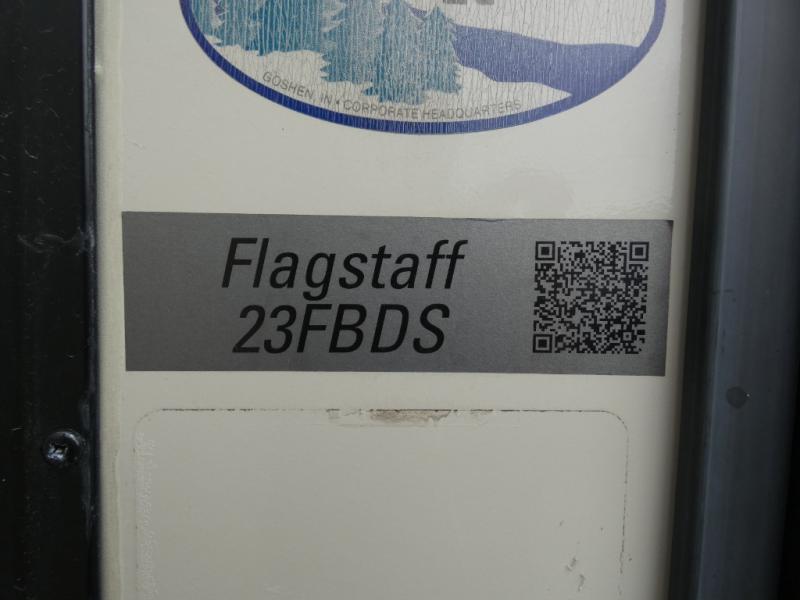 GOSHEN IN • CORPORATE HEADQUARTERS
Flagstaff
23FBDS